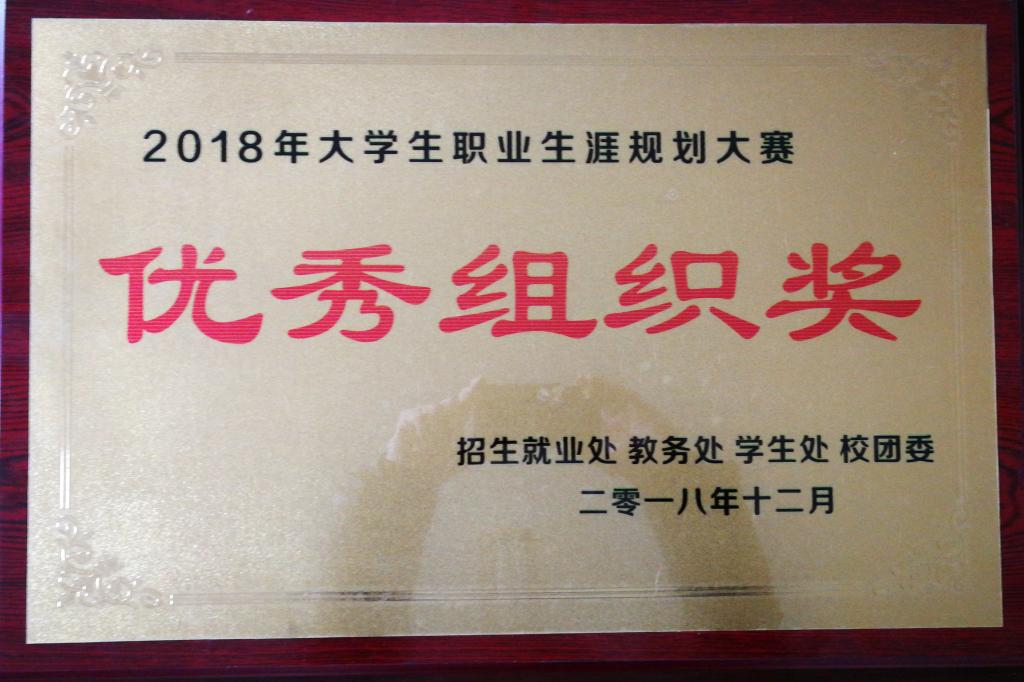 2018年大学生职业生涯规划大赛
优秀组织奖
招生就业处 教务处 学生处 校团委
二零一八年十二月